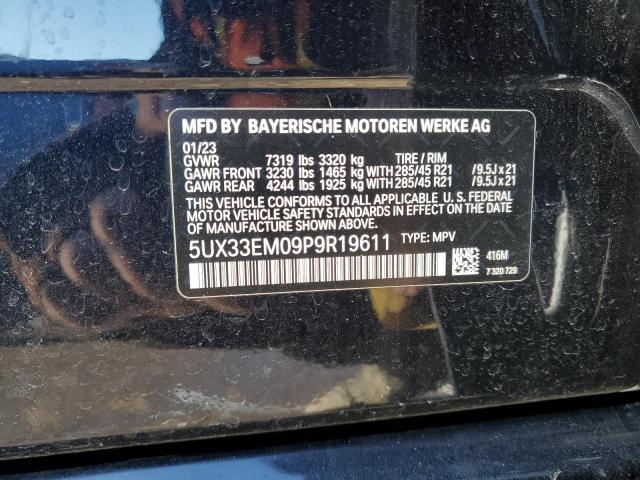 MFD BY BAYERISCHE MOTOREN WERKE AG
01/23
GVWR 7319 lbs 3320 kg TIRE / RIM
GAWR FRONT 3230 lbs 1465 kg WITH 285/45 R21 /9.5J x 21
GAWR REAR 4244 lbs 1925 kg WITH 285/45 R21 /9.5J x 21
THIS VEHICLE CONFORMS TO ALL APPLICABLE U. S. FEDERAL
MOTOR VEHICLE SAFETY STANDARDS IN EFFECT ON THE DATE
OF MANUFACTURE SHOWN ABOVE.
5UX33EM09P9R19611 TYPE: MPV
416M
7 320 729